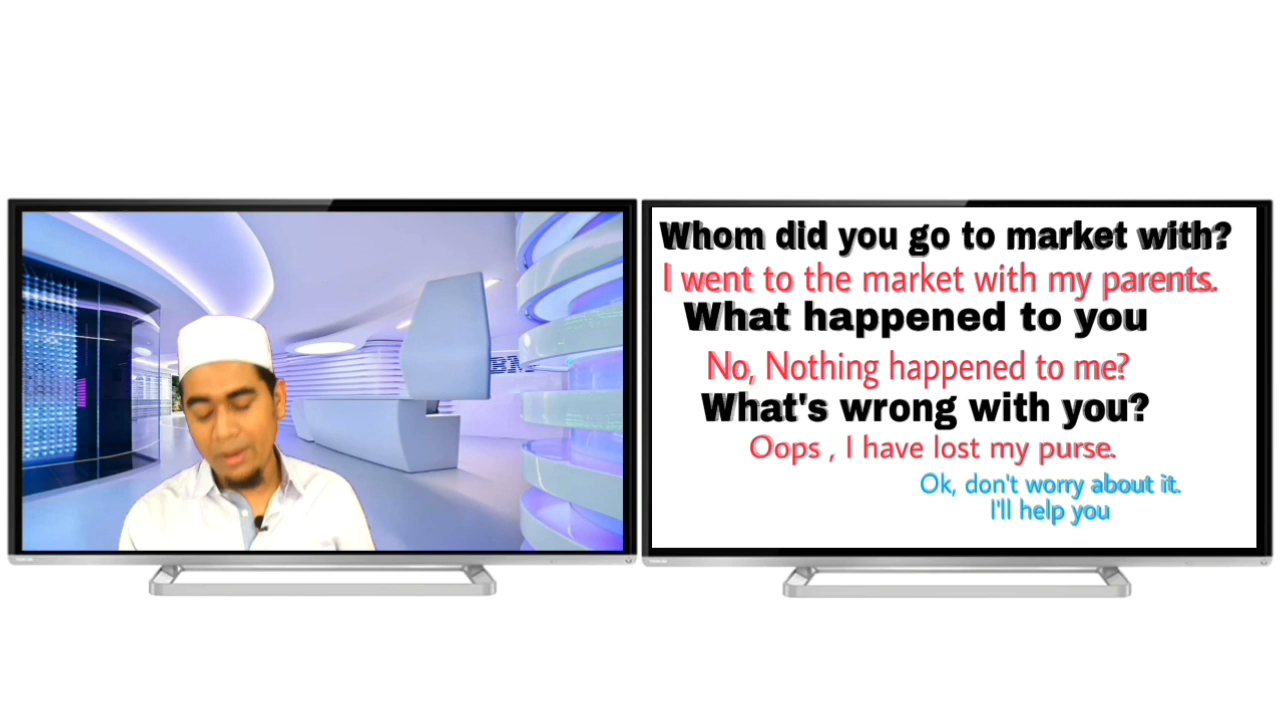 IBM
Whom did you go to market with?
I went to the market with my parents.
What happened to you
No, Nothing happened to me?
What's wrong with you?
Oops , I have lost my purse.
Ok, don't worry about it.
I'll help you